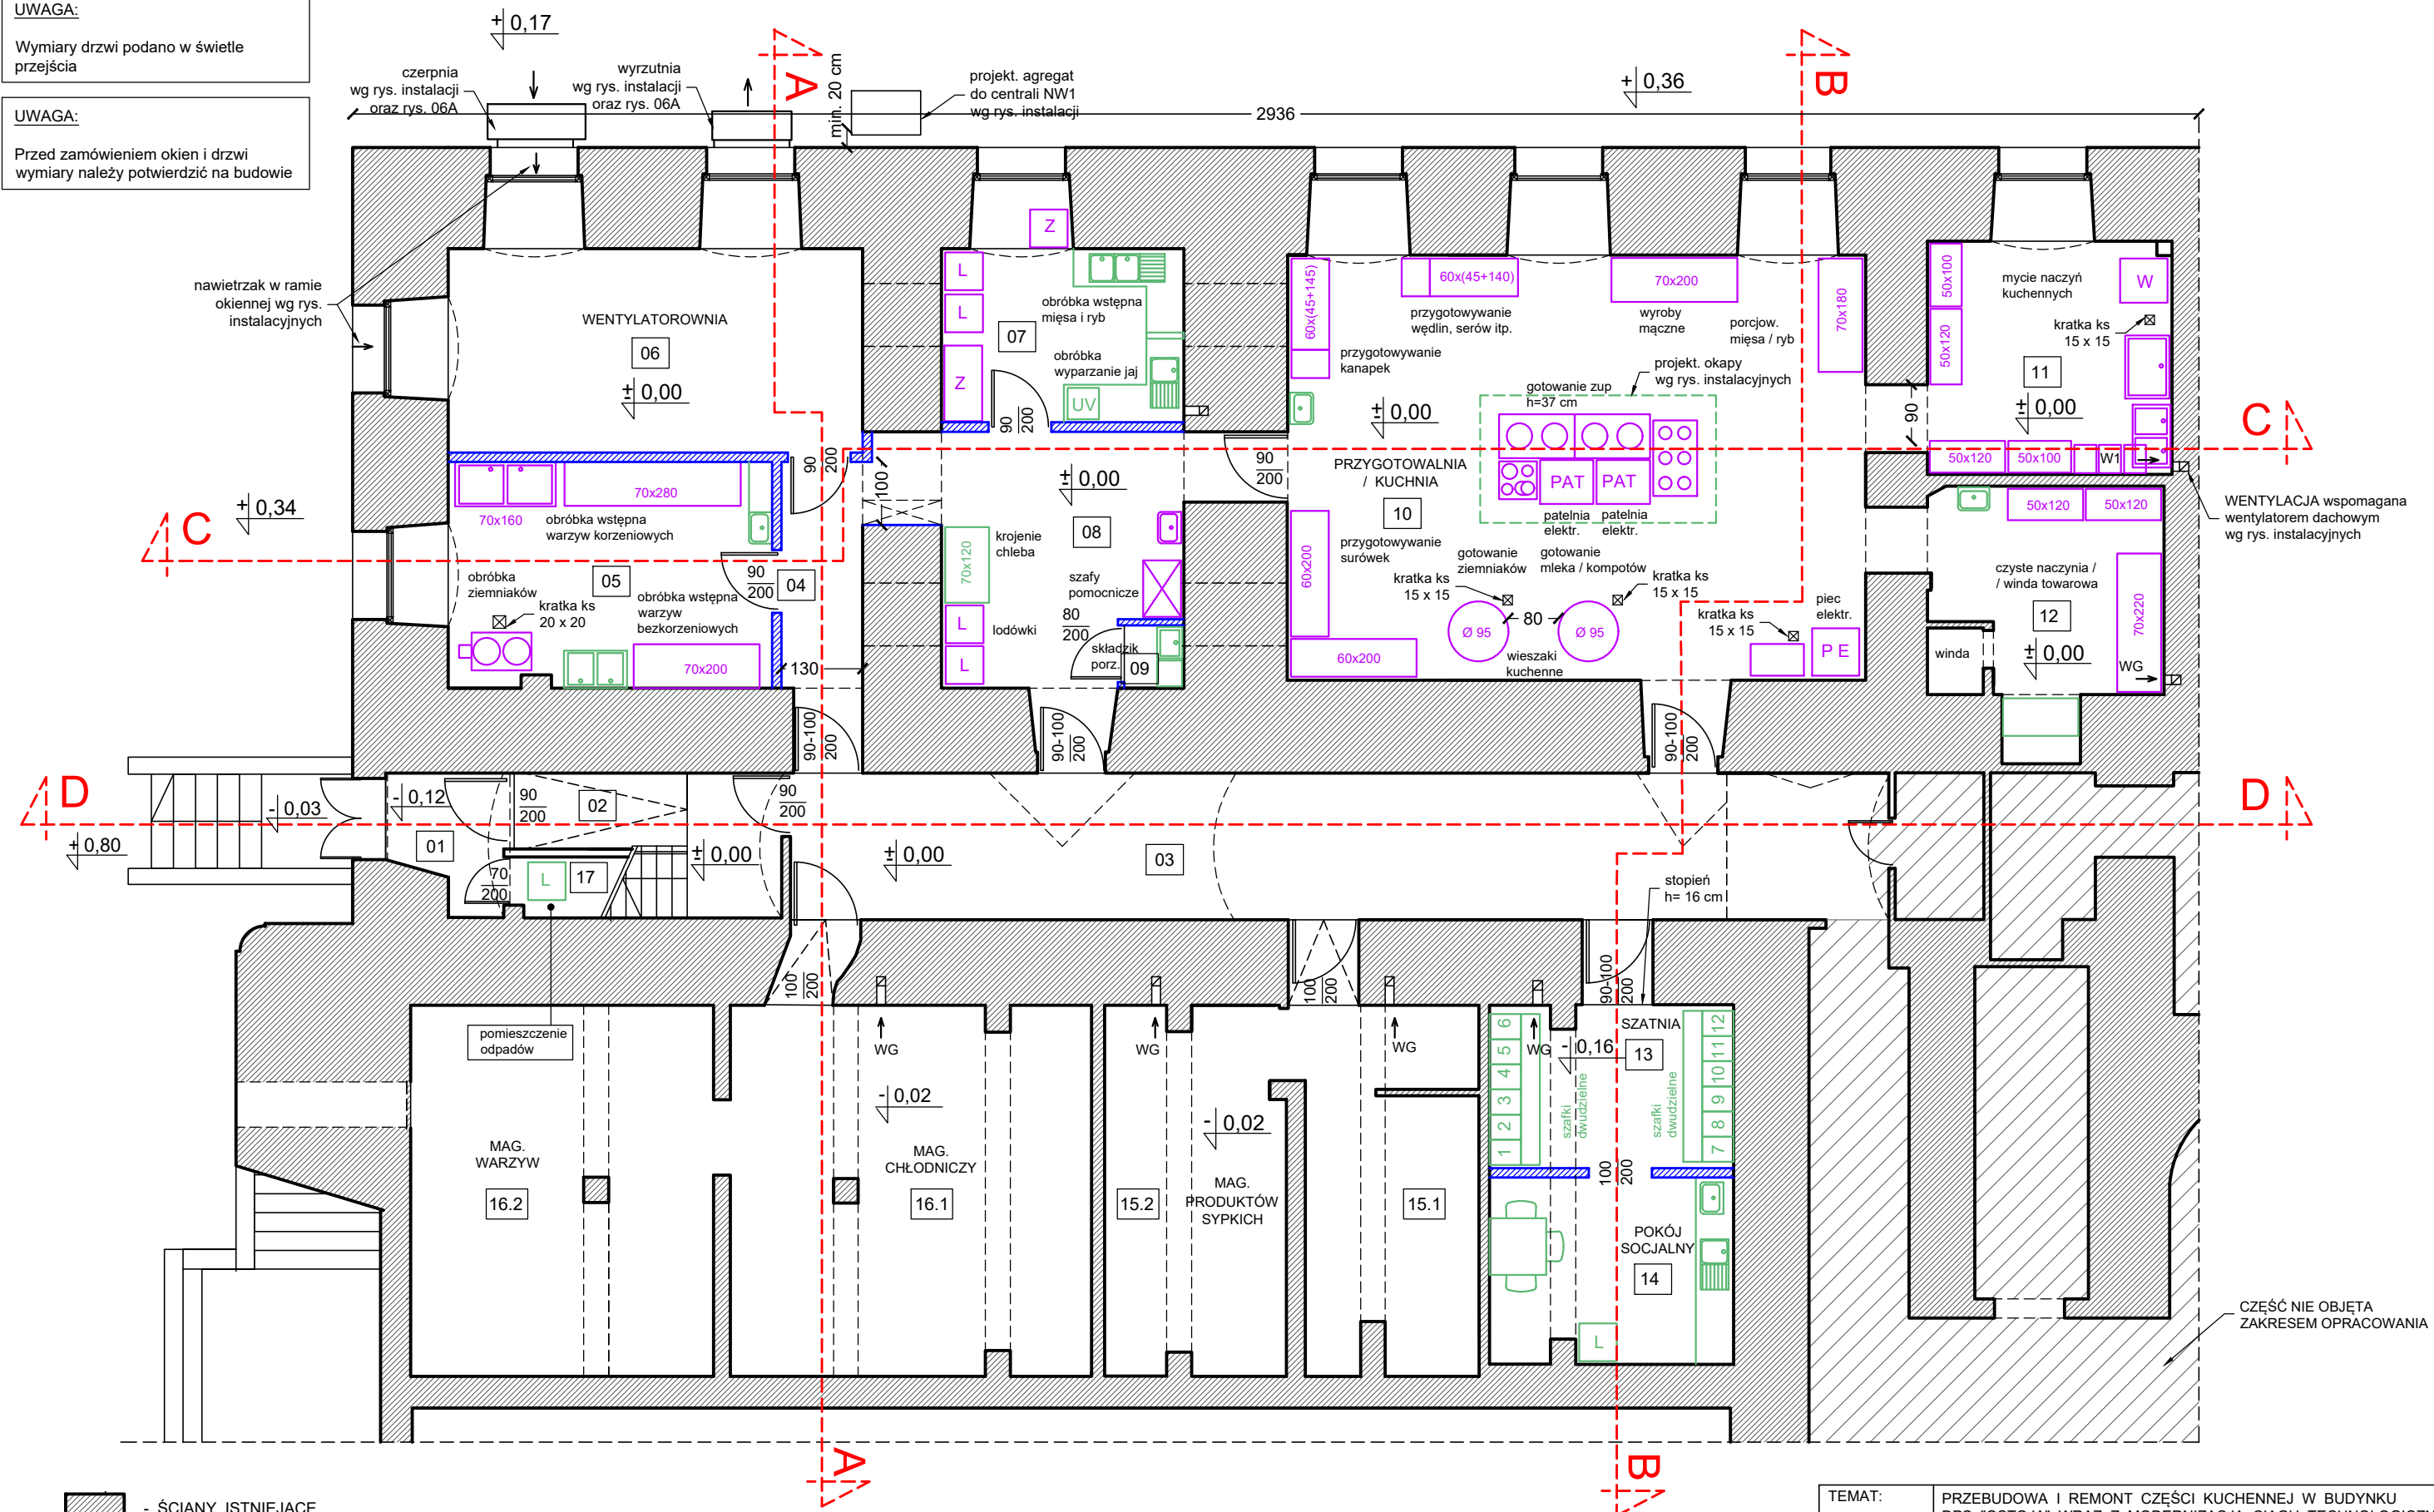 UWAGA:
Wymiary drzwi podano w świetle
przejścia
UWAGA:
Przed zamówieniem okien i drzwi
wymiary należy potwierdzić na budowie
+ 0,17
czerpnia
wg rys. instalacji
oraz rys. 06A
wyrzutnia
wg rys. instalacji
oraz rys. 06A
A
min. 20 cm
projekt. agregat
do centrali NW1
wg rys. instalacji
2936
+ 0,36
B
nawietrzak w ramie
okiennej wg rys.
instalacyjnych
WENTYLATOROWNIA
06
± 0,00
Z
L
L
Z
obróbka wstępna
mięsa i ryb
07
obróbka
wyparzanie jaj
UV
90
200
60x(45+145)
60x(45+140)
70x200
70x180
przygotowywanie
wędlin, serów itp.
wyroby
mączne
porcjow.
mięsa / ryb
przygotowywanie
kanapek
projekt. okapy
wg rys. instalacyjnych
gotowanie zup
h=37 cm
± 0,00
50x100
50x120
mycie naczyń
kuchennych
W
kratka ks
15 x 15
11
± 0,00
90
C
50x120
50x100
W1
WENTYLACJA wspomagana
wentylatorem dachowym
wg rys. instalacyjnych
+ 0,34
C
70x160
70x280
obróbka wstępna
warzyw korzeniowych
90
200
100
± 0,00
08
krojenie
chleba
70x120
szafy
pomocnicze
80
200
L
lodówki
L
składzik
porz.
09
90
200
PRZYGOTOWALNIA
/ KUCHNIA
10
PAT
PAT
patelnia
elektr.
patelnia
elektr.
przygotowywanie
surówek
60x200
gotowanie
ziemniaków
gotowanie
mleka / kompotów
kratka ks
15 x 15
kratka ks
15 x 15
kratka ks
15 x 15
Ø 95
80
Ø 95
wieszaki
kuchenne
60x200
piec
elektr.
P E
50x120
50x120
czyste naczynia /
/ winda towarowa
12
70x220
winda
± 0,00
WG
obróbka
ziemniaków
05
kratka ks
20 x 20
obróbka wstępna
warzyw
bezkorzeniowych
90
200
04
70x200
130
90-100
200
90-100
200
90-100
200
D
- 0,03
+ 0,80
- 0,12
01
90
200
02
90
200
± 0,00
± 0,00
03
D
70
200
L
17
stopień
h= 16 cm
pomieszczenie
odpadów
100
200
100
200
90-100
200
WG
WG
WG
WG
- 0,02
- 0,02
- 0,16
SZATNIA
13
6
5
4
3
2
1
szafki
dwudzielne
szafki
dwudzielne
12
11
10
9
8
7
MAG.
WARZYW
16.2
MAG.
CHŁODNICZY
16.1
15.2
MAG.
PRODUKTÓW
SYPKICH
15.1
100
200
POKÓJ
SOCJALNY
14
L
CZĘŚĆ NIE OBJĘTA
ZAKRESEM OPRACOWANIA
A
B
- ŚCIANY ISTNIEJĄCE
TEMAT:
PRZEBUDOWA I REMONT CZĘŚCI KUCHENNEJ W BUDYNKU